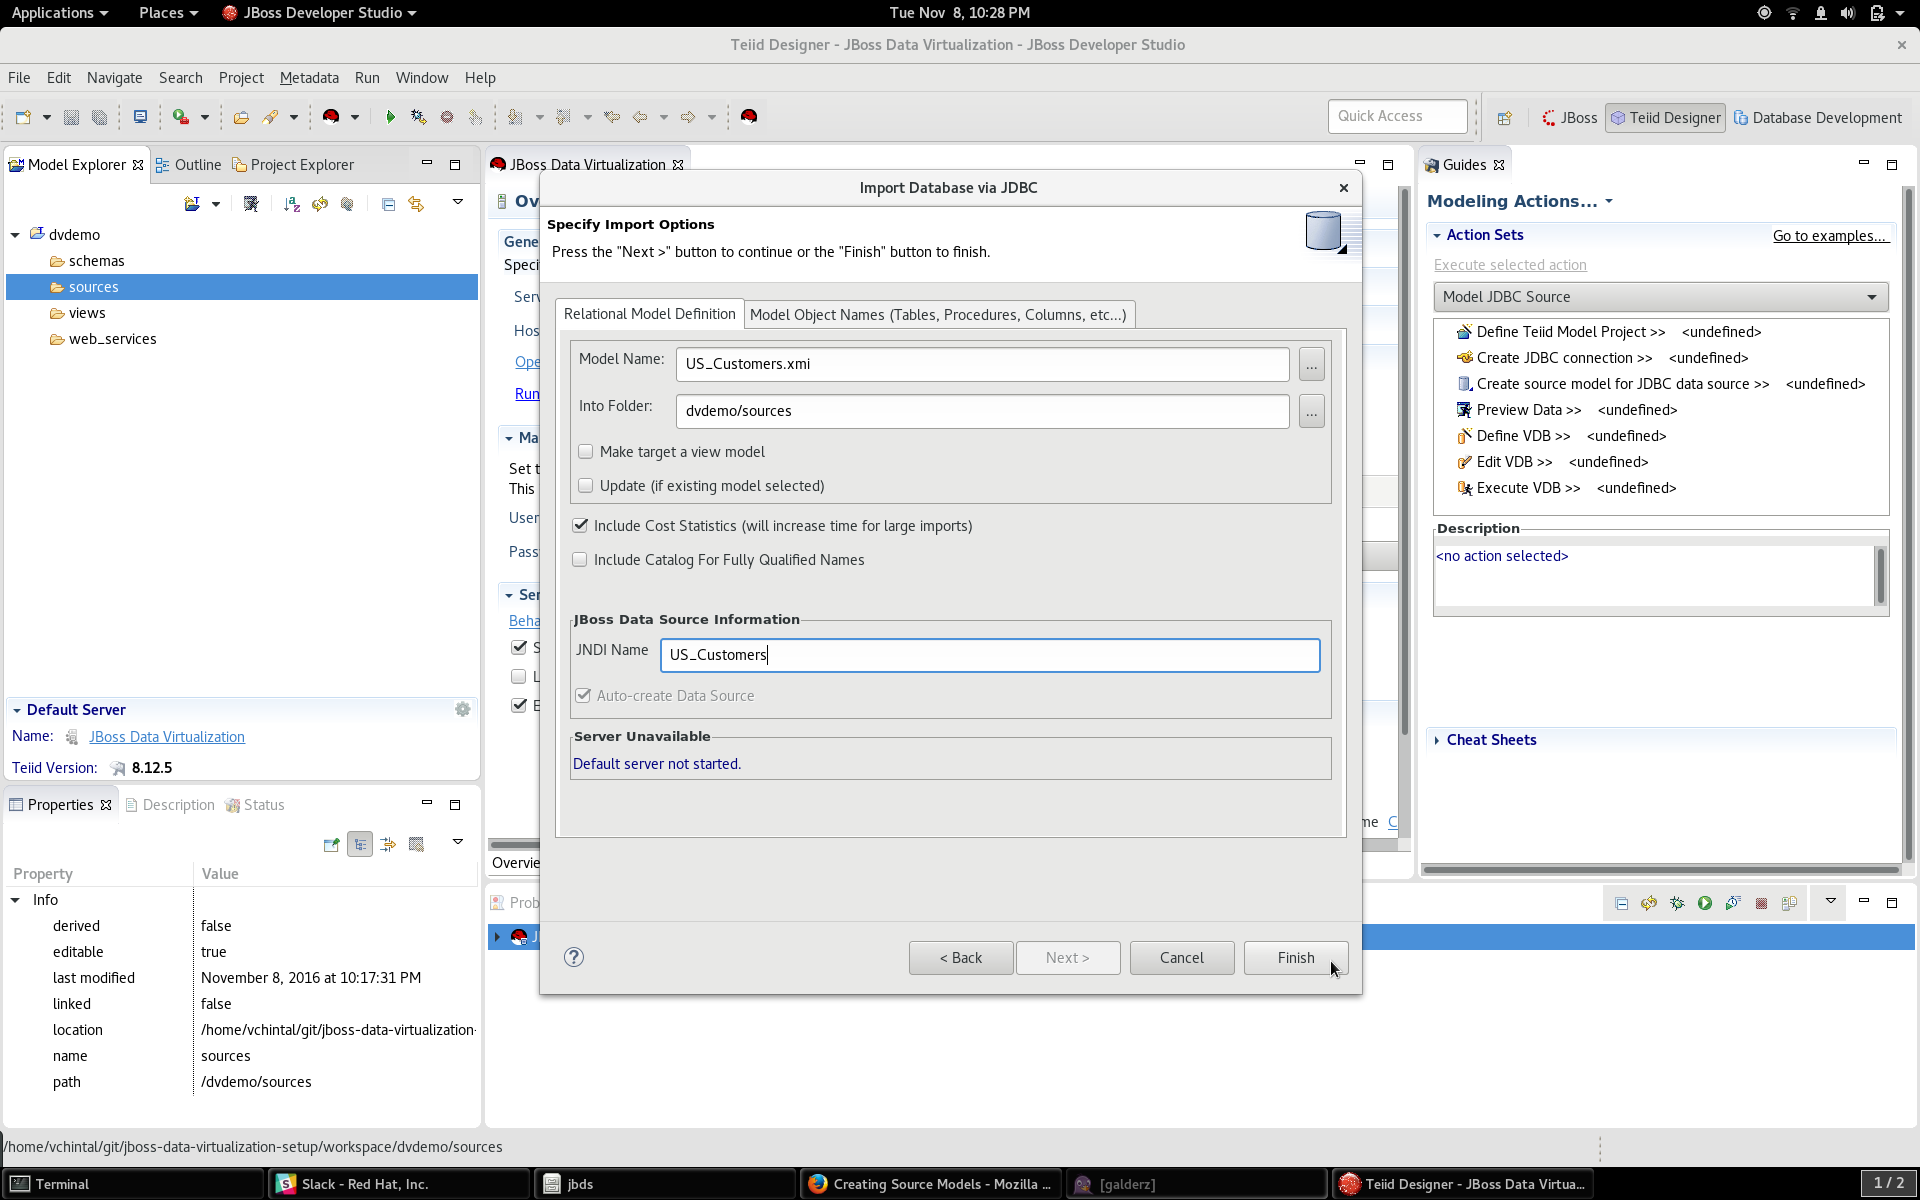 Applications
Places
JBoss Developer Studio
Tue Nov 8, 10:28 PM
Teiid Designer - JBoss Data Virtualization - JBoss Developer Studio
File Edit Navigate Search Project Metadata Run Window Help
Quick Access
JBoss
Teiid Designer
Database Development
Model Explorer
Outline
Project Explorer
dvdemo
schemas
sources
views
web_services
Default Server
Name: JBoss Data Virtualization
Teiid Version: 8.12.5
Properties
Description
Status
Property Value
Info
derived false
editable true
last modified November 8, 2016 at 10:17:31 PM
linked false
location /home/vchintal/git/jboss-data-virtualization-
name sources
path /dvdemo/sources
JBoss Data Virtualization
Ov
Gene
Speci
Serv
Hos
Ope
Run
Ma
Set t
This
User
Pass
Ser
Beha
S
L
E
me C
Overvie
Prob
J
Import Database via JDBC
Specify Import Options
Press the "Next >" button to continue or the "Finish" button to finish.
Relational Model Definition
Model Object Names (Tables, Procedures, Columns, etc...)
Model Name: US_Customers.xmi ...
Into Folder: dvdemo/sources ...
Make target a view model
Update (if existing model selected)
Include Cost Statistics (will increase time for large imports)
Include Catalog For Fully Qualified Names
JBoss Data Source Information
JNDI Name US_Customers
Auto-create Data Source
Server Unavailable
Default server not started.
?
< Back
Next >
Cancel
Finish
Guides
Modeling Actions...
Action Sets
Go to examples...
Execute selected action
Model JDBC Source
Define Teiid Model Project >> <undefined>
Create JDBC connection >> <undefined>
Create source model for JDBC data source >> <undefined>
Preview Data >> <undefined>
Define VDB >> <undefined>
Edit VDB >> <undefined>
Execute VDB >> <undefined>
Description
<no action selected>
Cheat Sheets
/home/vchintal/git/jboss-data-virtualization-setup/workspace/dvdemo/sources
Terminal
Slack - Red Hat, Inc.
jbds
Creating Source Models - Mozilla ...
[galderz]
Teiid Designer - JBoss Data Virtua...
1 / 2